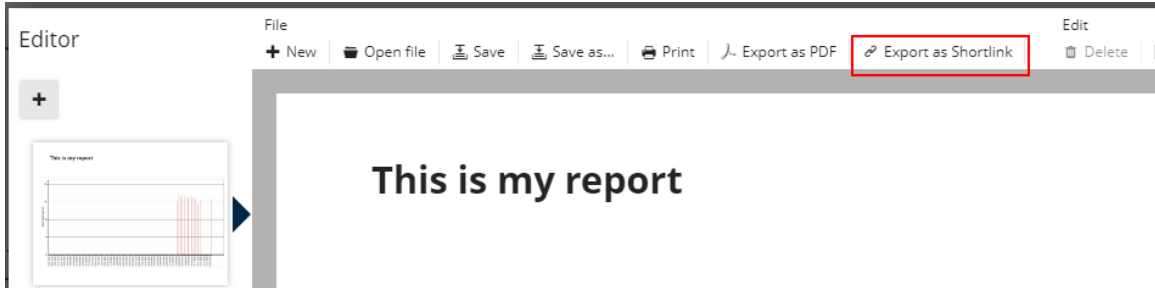 Editor
File
Edit
New
Open file
Save
Save as...
Print
Export as PDF
Export as Shortlink
Delete
This is my report
This is my report